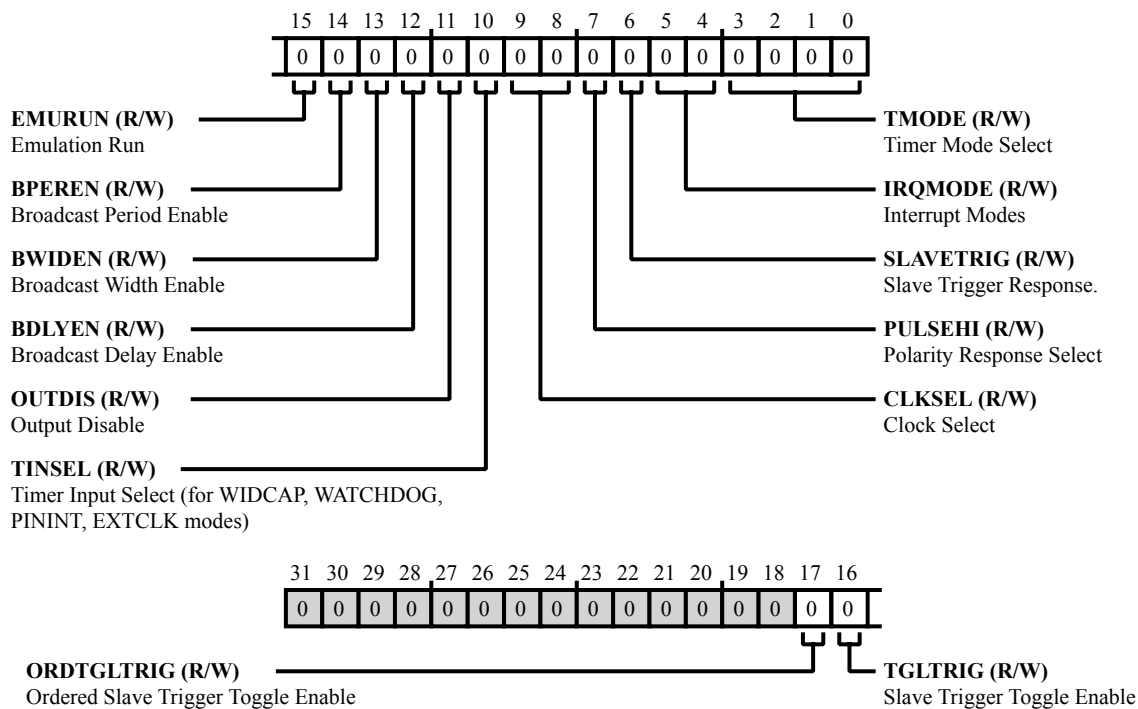 15 14 13 12 11 10 9 8 7 6 5 4 3 2 1 0
0 0 0 0 0 0 0 0 0 0 0 0 0 0 0 0
EMURUN (R/W)
Emulation Run
BPEREN (R/W)
Broadcast Period Enable
BWIDEN (R/W)
Broadcast Width Enable
BDLYEN (R/W)
Broadcast Delay Enable
OUTDIS (R/W)
Output Disable
TINSEL (R/W)
Timer Input Select (for WIDCAP, WATCHDOG,
PININT, EXTCLK modes)
TMODE (R/W)
Timer Mode Select
IRQMODE (R/W)
Interrupt Modes
SLAVETRIG (R/W)
Slave Trigger Response.
PULSEHI (R/W)
Polarity Response Select
CLKSEL (R/W)
Clock Select
31 30 29 28 27 26 25 24 23 22 21 20 19 18 17 16
0 0 0 0 0 0 0 0 0 0 0 0 0 0 0 0
ORDTGLTRIG (R/W)
Ordered Slave Trigger Toggle Enable
TGLTRIG (R/W)
Slave Trigger Toggle Enable